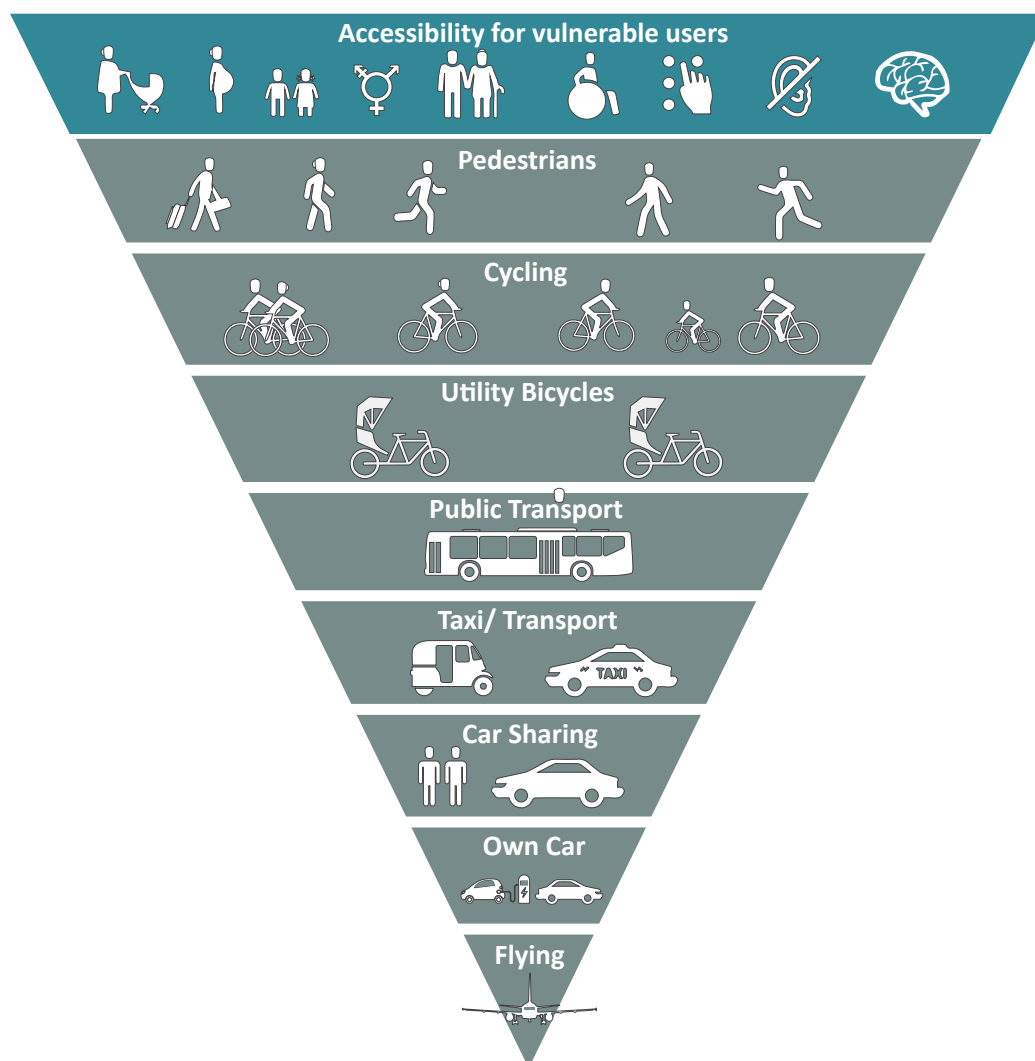 Accessibility for vulnerable users
Pedestrians
Cycling
Utility Bicycles
Public Transport
Taxi/ Transport
TAXI
Car Sharing
Own Car
Flying